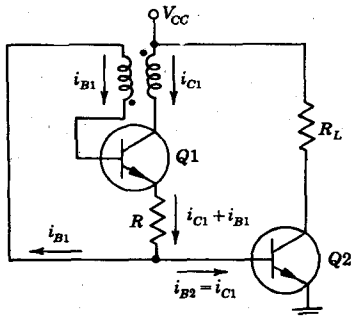 V_CC
i_B1
i_C1
R_L
Q1
R
i_C1 + i_B1
i_B1
i_B2 = i_C1
Q2